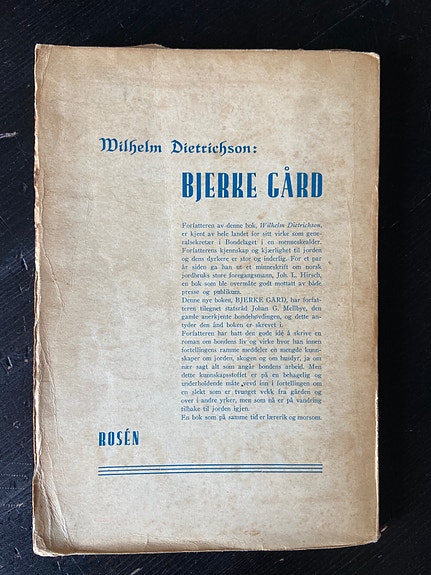 Wilhelm Dietrichson:
BJERKE GÅRD
Forfatteren av denne bok, Wilhelm Dietrichson,
er kjent av hele landet for sitt virke som gene-
ralsekretær i Bondelaget i en menneskealder.
Forfatterens kjennskap og kjærlighet til jorden
og dens dyrkere er stor og inderlig. For et par
år siden ga han ut et minneskrift om norsk
jordbruks store foregangsmann, Joh. L. Hirsch,
en bok som ble overmåte godt mottatt av både
presse og publikum.
Denne nye boken, BJERKE GÅRD, har forfat-
teren tilegnet statsråd Johan G. Mellbye, den
gamle anerkjente bondehøvdingen, og dette an-
tyder den ånd boken er skrevet i.
Forfatteren har hatt den gode idé å skrive en
roman om bondens liv og virke hvor han innen
fortellingens ramme meddeler en mengde kunn-
skaper om jorden, skogen og om husdyr, ja om
nær sagt alt som angår bondens arbeid. Men
dette kunnskapsstoffet er på en behagelig og
underholdende måte vevd inn i fortellingen om
en slekt som er tvunget vekk fra gården og
over i andre yrker, men som nå er på vandring
tilbake til jorden igjen.
En bok som på samme tid er lærerik og morsom.
ROSÉN